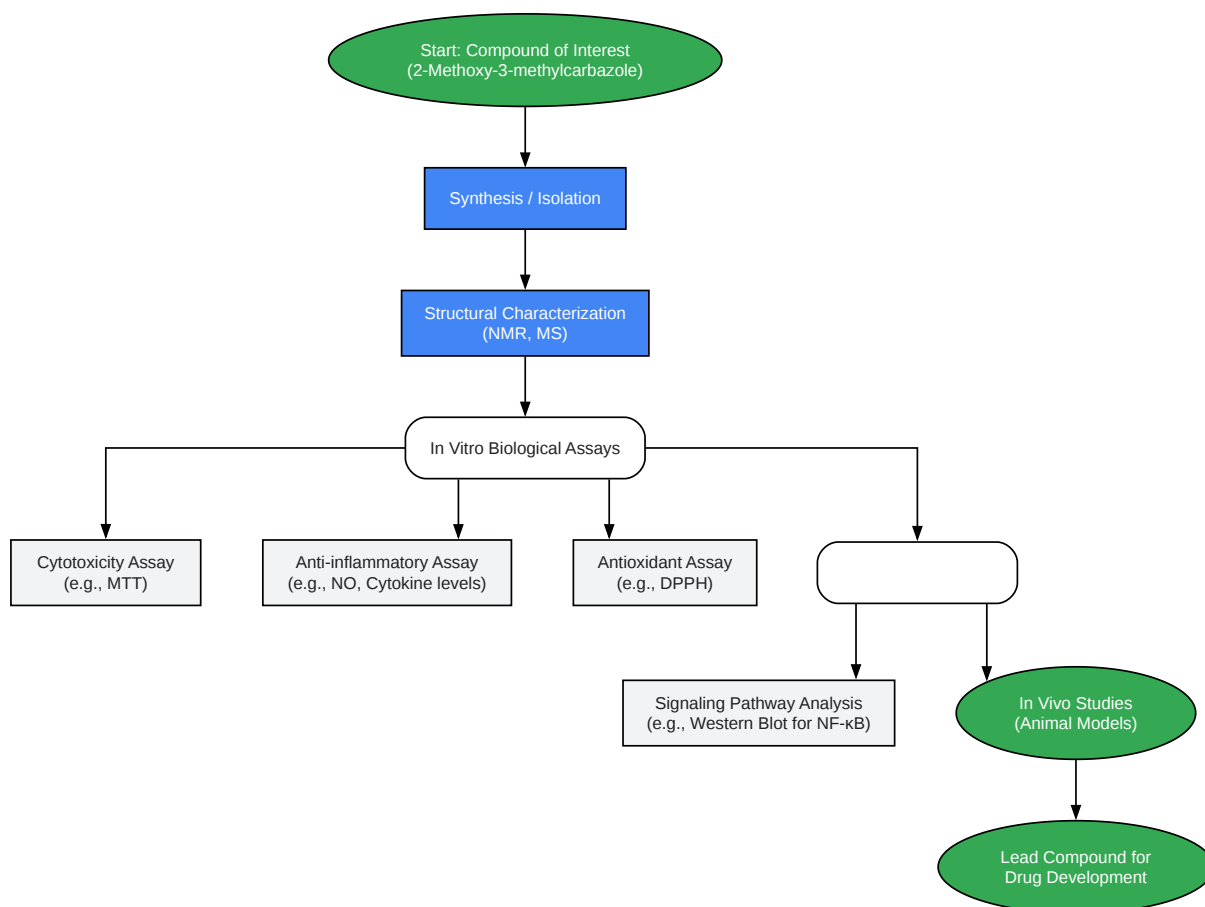 Start: Compound of Interest
(2-Methoxy-3-methylcarbazole)
Synthesis / Isolation
Structural Characterization
(NMR, MS)
In Vitro Biological Assays
Cytotoxicity Assay
(e.g., MTT)
Anti-inflammatory Assay
(e.g., NO, Cytokine levels)
Antioxidant Assay
(e.g., DPPH)
Signaling Pathway Analysis
(e.g., Western Blot for NF-κB)
In Vivo Studies
(Animal Models)
Lead Compound for
Drug Development